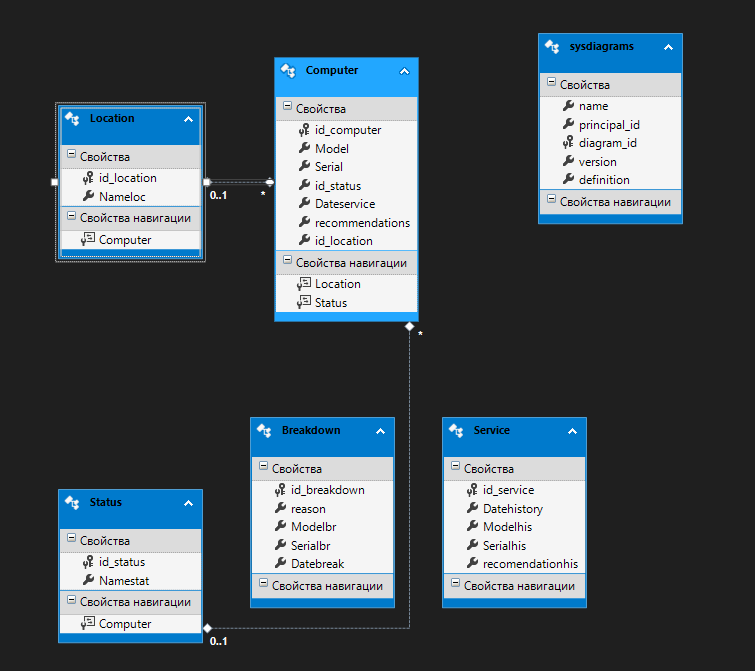 Location
Свойства
id_location
Nameloc
Свойства навигации
Computer
0..1
*
Computer
Свойства
id_computer
Model
Serial
id_status
Dateservice
recommendations
id_location
Свойства навигации
Location
Status
*
sysdiagrams
Свойства
name
principal_id
diagram_id
version
definition
Свойства навигации
Status
Свойства
id_status
Namestat
Свойства навигации
Computer
0..1
Breakdown
Свойства
id_breakdown
reason
Modelbr
Serialbr
Datebreak
Свойства навигации
Service
Свойства
id_service
Datehistory
Modelhis
Serialhis
recomendationhis
Свойства навигации